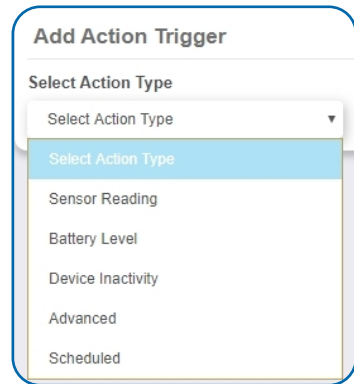 Add Action Trigger
Select Action Type
Select Action Type
Select Action Type
Sensor Reading
Battery Level
Device Inactivity
Advanced
Scheduled